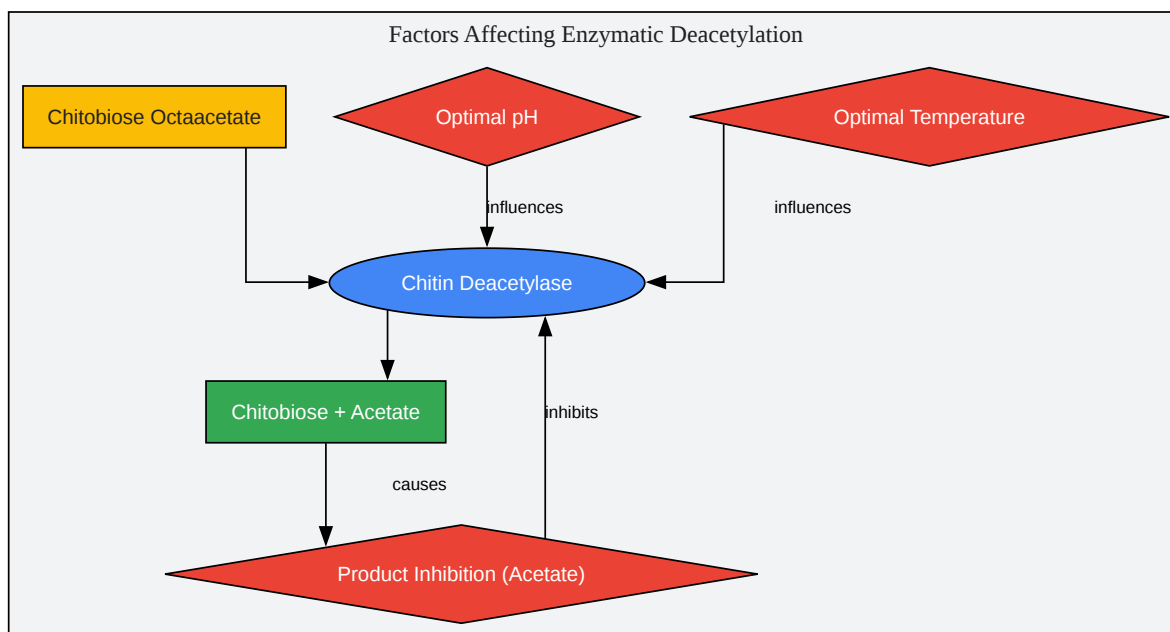 Factors Affecting Enzymatic Deacetylation
Chitobiose Octaacetate
Optimal pH
Optimal Temperature
influences
influences
Chitin Deacetylase
Chitobiose + Acetate
inhibits
causes
Product Inhibition (Acetate)